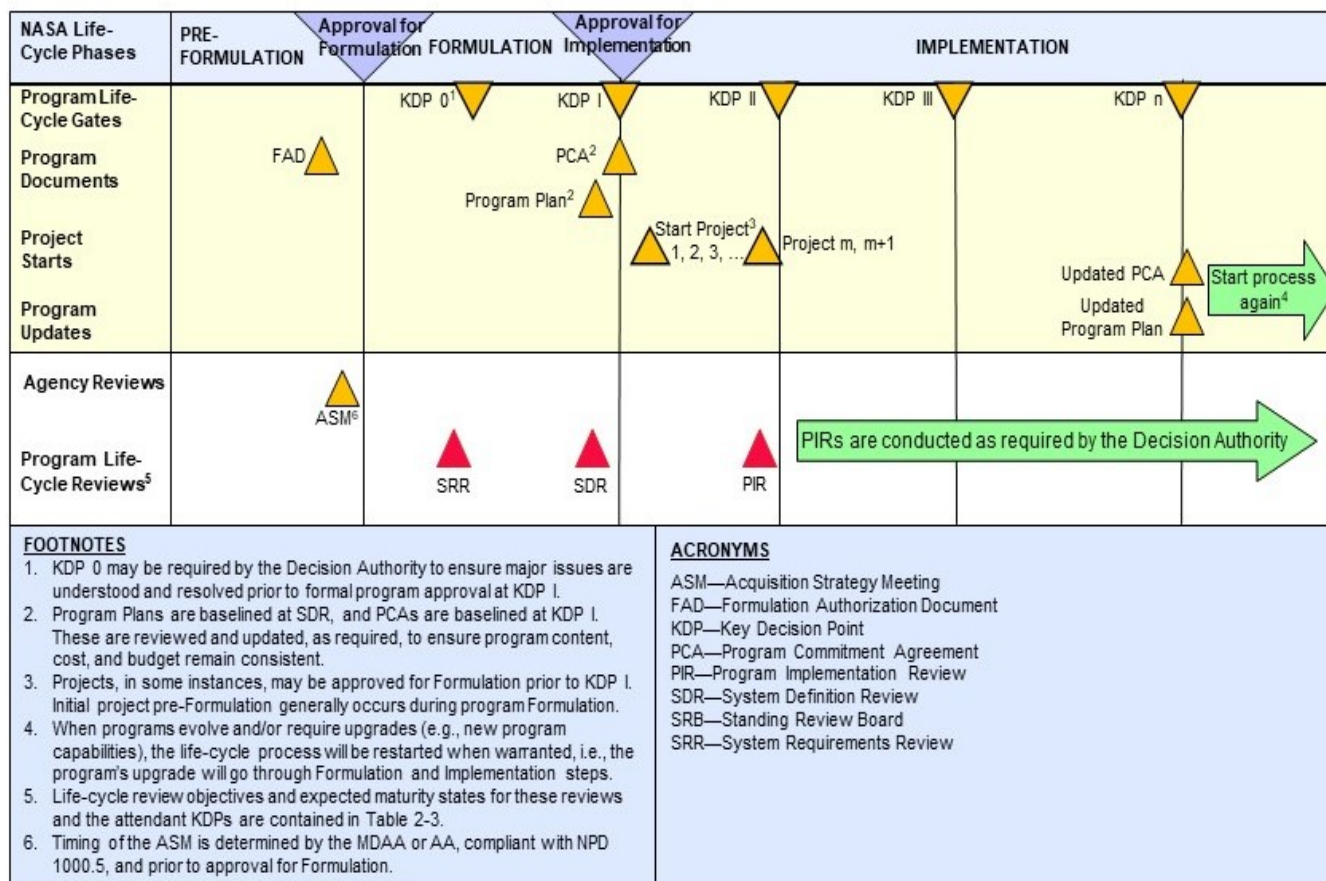 NASA Life-
Cycle Phases
PRE-
FORMULATION
Approval for
Formulation
FORMULATION
Approval for
Implementation
IMPLEMENTATION
Program Life-
Cycle Gates
KDP 0¹
KDP I
KDP II
KDP III
KDP n
Program
Documents
FAD
PCA²
Program Plan²
Project
Starts
Start Project³
1, 2, 3, ...
Project m, m+1
Program
Updates
Updated PCA
Updated
Program Plan
Start process
again⁴
Agency Reviews
ASM⁶
Program Life-
Cycle Reviews⁵
SRR
SDR
PIR
PIRs are conducted as required by the Decision Authority
FOOTNOTES
1. KDP 0 may be required by the Decision Authority to ensure major issues are
understood and resolved prior to formal program approval at KDP I.
2. Program Plans are baselined at SDR, and PCAs are baselined at KDP I.
These are reviewed and updated, as required, to ensure program content,
cost, and budget remain consistent.
3. Projects, in some instances, may be approved for Formulation prior to KDP I.
Initial project pre-Formulation generally occurs during program Formulation.
4. When programs evolve and/or require upgrades (e.g., new program
capabilities), the life-cycle process will be restarted when warranted, i.e., the
program's upgrade will go through Formulation and Implementation steps.
5. Life-cycle review objectives and expected maturity states for these reviews
and the attendant KDPs are contained in Table 2-3.
6. Timing of the ASM is determined by the MDAA or AA, compliant with NPD
1000.5, and prior to approval for Formulation.
ACRONYMS
ASM—Acquisition Strategy Meeting
FAD—Formulation Authorization Document
KDP—Key Decision Point
PCA—Program Commitment Agreement
PIR—Program Implementation Review
SDR—System Definition Review
SRB—Standing Review Board
SRR—System Requirements Review